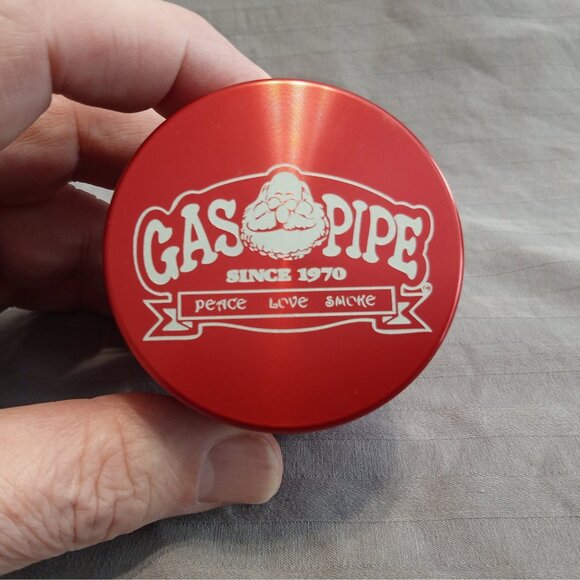 GAS PIPE
SINCE 1970
PEACE LOVE SMOKE
©